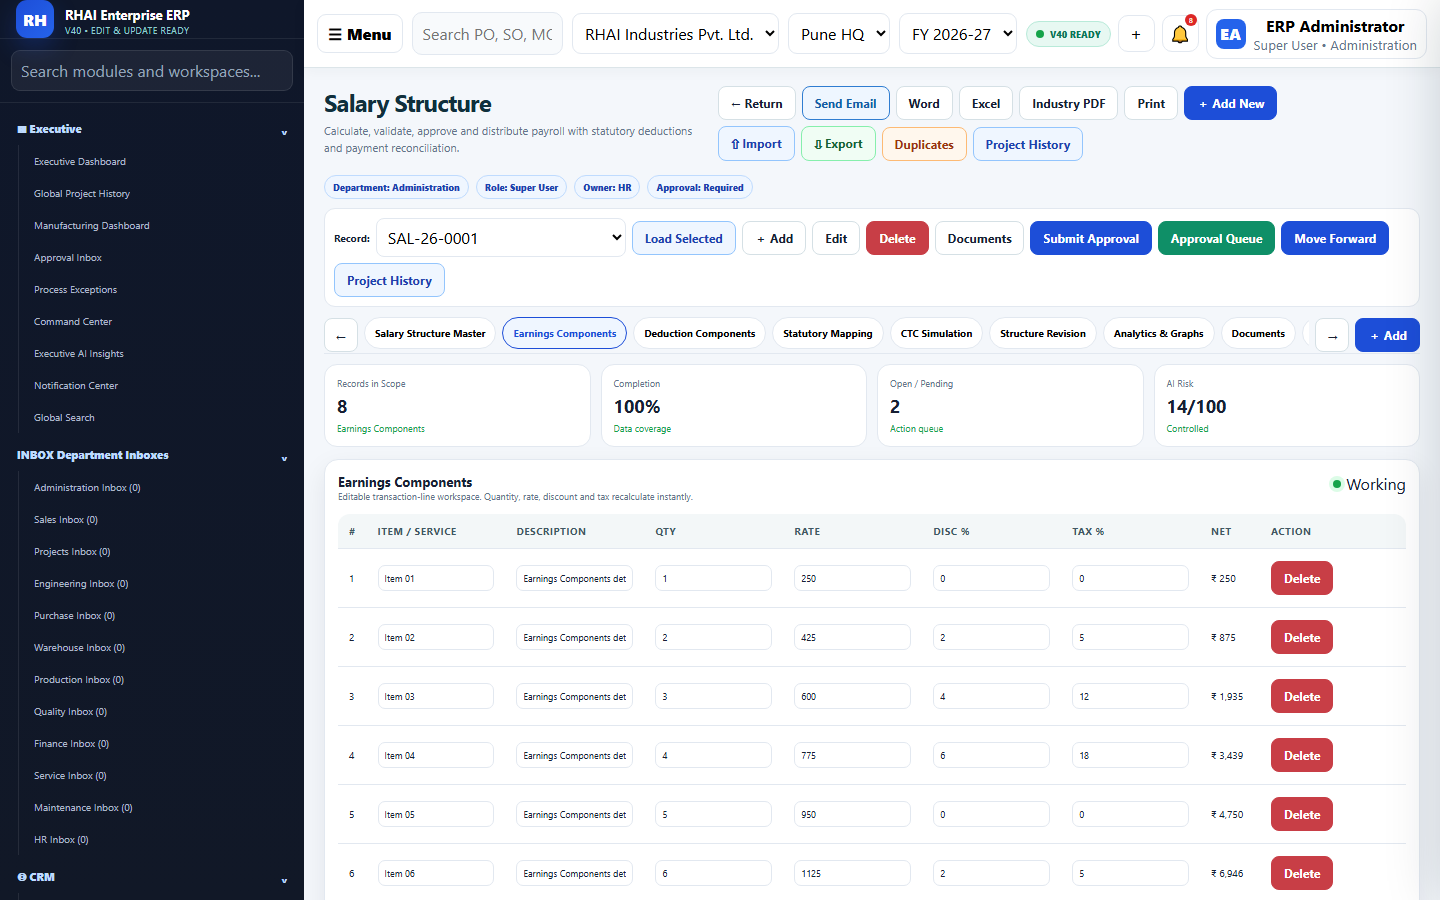 RH
RHAI Enterprise ERP
V40 • EDIT & UPDATE READY
Search modules and workspaces...
Executive
Executive Dashboard
Global Project History
Manufacturing Dashboard
Approval Inbox
Process Exceptions
Command Center
Executive AI Insights
Notification Center
Global Search
INBOX Department Inboxes
Administration Inbox (0)
Sales Inbox (0)
Projects Inbox (0)
Engineering Inbox (0)
Purchase Inbox (0)
Warehouse Inbox (0)
Production Inbox (0)
Quality Inbox (0)
Finance Inbox (0)
Service Inbox (0)
Maintenance Inbox (0)
HR Inbox (0)
CRM
☰ Menu
Search PO, SO, MO
RHAI Industries Pvt. Ltd.
Pune HQ
FY 2026-27
V40 READY
+
8
EA
ERP Administrator
Super User • Administration
Salary Structure
Calculate, validate, approve and distribute payroll with statutory deductions
and payment reconciliation.
← Return
Send Email
Word
Excel
Industry PDF
Print
+ Add New
⇧ Import
⇩ Export
Duplicates
Project History
Department: Administration
Role: Super User
Owner: HR
Approval: Required
Record:
SAL-26-0001
Load Selected
+ Add
Edit
Delete
Documents
Submit Approval
Approval Queue
Move Forward
Project History
←
Salary Structure Master
Earnings Components
Deduction Components
Statutory Mapping
CTC Simulation
Structure Revision
Analytics & Graphs
Documents
→
+ Add
Records in Scope
8
Earnings Components
Completion
100%
Data coverage
Open / Pending
2
Action queue
AI Risk
14/100
Controlled
Earnings Components
Editable transaction-line workspace. Quantity, rate, discount and tax recalculate instantly.
Working
# ITEM / SERVICE DESCRIPTION QTY RATE DISC % TAX % NET ACTION
1 Item 01 Earnings Components det 1 250 0 0 ₹ 250 Delete
2 Item 02 Earnings Components det 2 425 2 5 ₹ 875 Delete
3 Item 03 Earnings Components det 3 600 4 12 ₹ 1,935 Delete
4 Item 04 Earnings Components det 4 775 6 18 ₹ 3,439 Delete
5 Item 05 Earnings Components det 5 950 0 0 ₹ 4,750 Delete
6 Item 06 Earnings Components det 6 1125 2 5 ₹ 6,946 Delete